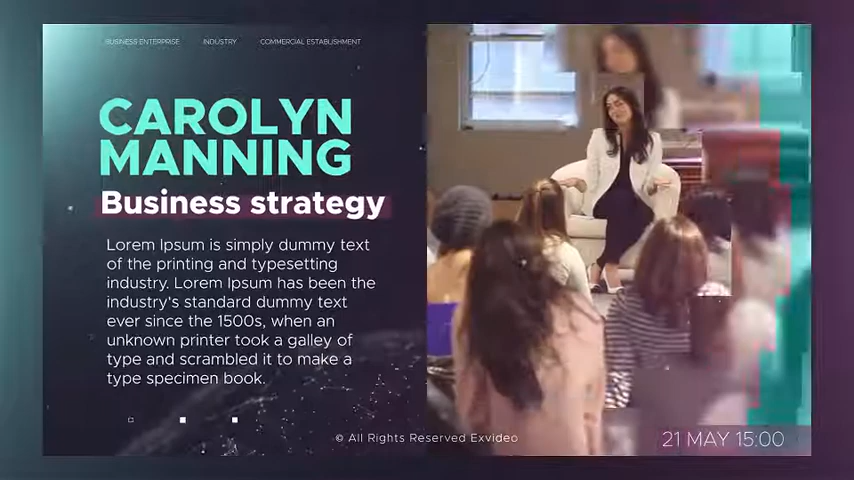 BUSINESS ENTERPRISE INDUSTRY COMMERCIAL ESTABLISHMENT
CAROLYN
MANNING
Business strategy
Lorem Ipsum is simply dummy text
of the printing and typesetting
industry. Lorem Ipsum has been the
industry's standard dummy text
ever since the 1500s, when an
unknown printer took a galley of
type and scrambled it to make a
type specimen book.
© All Rights Reserved Exvideo
21 MAY 15:00